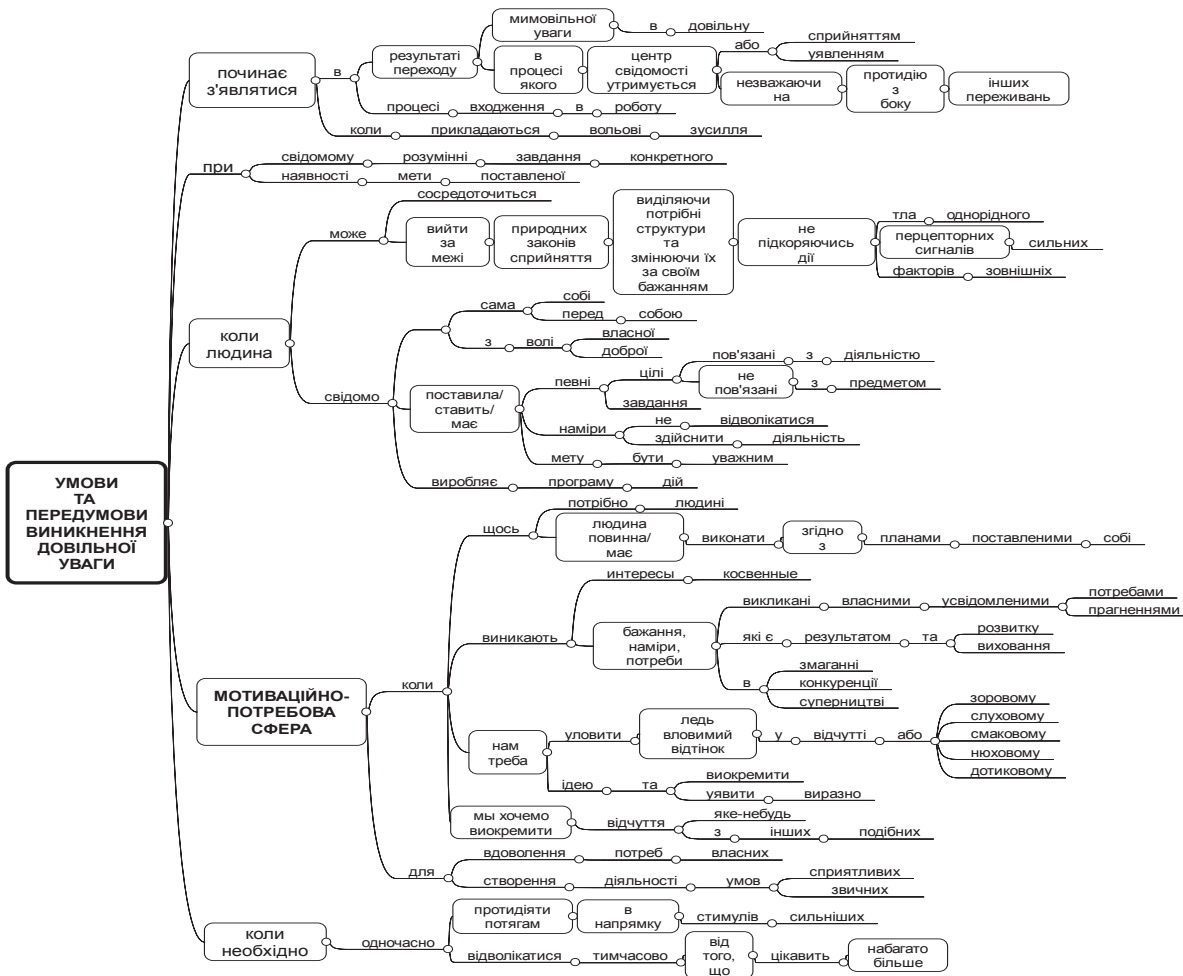 мимовільної
уваги
в
довільну
результаті
переходу
в
процесі
якого
центр
свідомості
утримується
або
сприйняттям
уявленням
незважаючи
на
протидію
з
боку
інших
переживань
починає
з'являтися
в
процесі
входження
в
роботу
коли
прикладаються
вольові
зусилля
при
свідомому
розумінні
завдання
конкретного
наявності
мети
поставленої
сосредоточиться
може
вийти
за
межі
природних
законів
сприйняття
виділяючи
потрібні
структури
та
змінюючи їх
за своїм
бажанням
не
підкоряючись
дії
тла
однорідного
перцепторних
сигналів
сильних
факторів
зовнішніх
коли
людина
сама
собі
перед
собою
з
волі
власної
доброї
свідомо
поставила/
ставить/
має
певні
цілі
пов'язані
з
діяльністю
не
пов'язані
з
предметом
завдання
наміри
не
відволікатися
здійснити
діяльність
мету
бути
уважним
виробляє
програму
дій
УМОВИ
ТА
ПЕРЕДУМОВИ
ВИНИКНЕННЯ
ДОВІЛЬНОЇ
УВАГИ
щось
потрібно
людині
людина
повинна/
має
виконати
згідно
з
планами
поставленими
собі
интересы
косвенные
виникають
бажання,
наміри,
потреби
викликані
власними
усвідомленими
потребами
прагненнями
які є
результатом
та
розвитку
виховання
в
змаганні
конкуренції
суперництві
МОТИВАЦІЙНО-
ПОТРЕБОВА
СФЕРА
коли
нам
треба
уловити
ледь
вловимий
відтінок
у
відчутті
або
зоровому
слуховому
смаковому
нюховому
дотиковому
ідею
та
виокремити
уявити
виразно
мы хочемо
виокремити
відчуття
яке-небудь
з
інших
подібних
для
вдоволення
потреб
власних
створення
діяльності
умов
сприятливих
звичних
коли
необхідно
одночасно
протидіяти
потягам
в
напрямку
стимулів
сильніших
відволікатися
тимчасово
від
того,
що
цікавить
набагато
більше